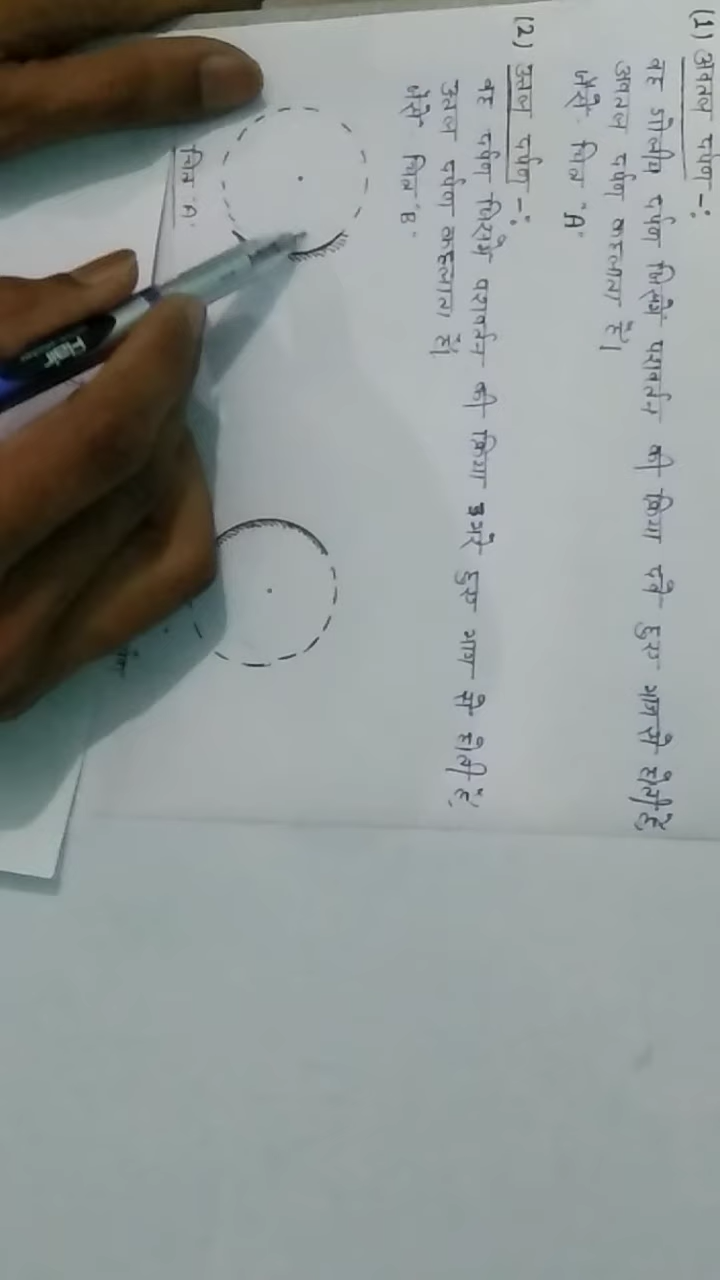 (1) अवतल दर्पण -:
वह गोलीय दर्पण जिसमे परावर्तन की क्रिया दबे हुए भाग से होती है
अवतल दर्पण कहलाता है।
जैसे चित्र "A"
(2) उत्तल दर्पण -:
वह दर्पण जिसमे परावर्तन की क्रिया उभरे हुए भाग से होती है,
उत्तल दर्पण कहलाता है।
जैसे चित्र "B"
चित्र "A"
Flair